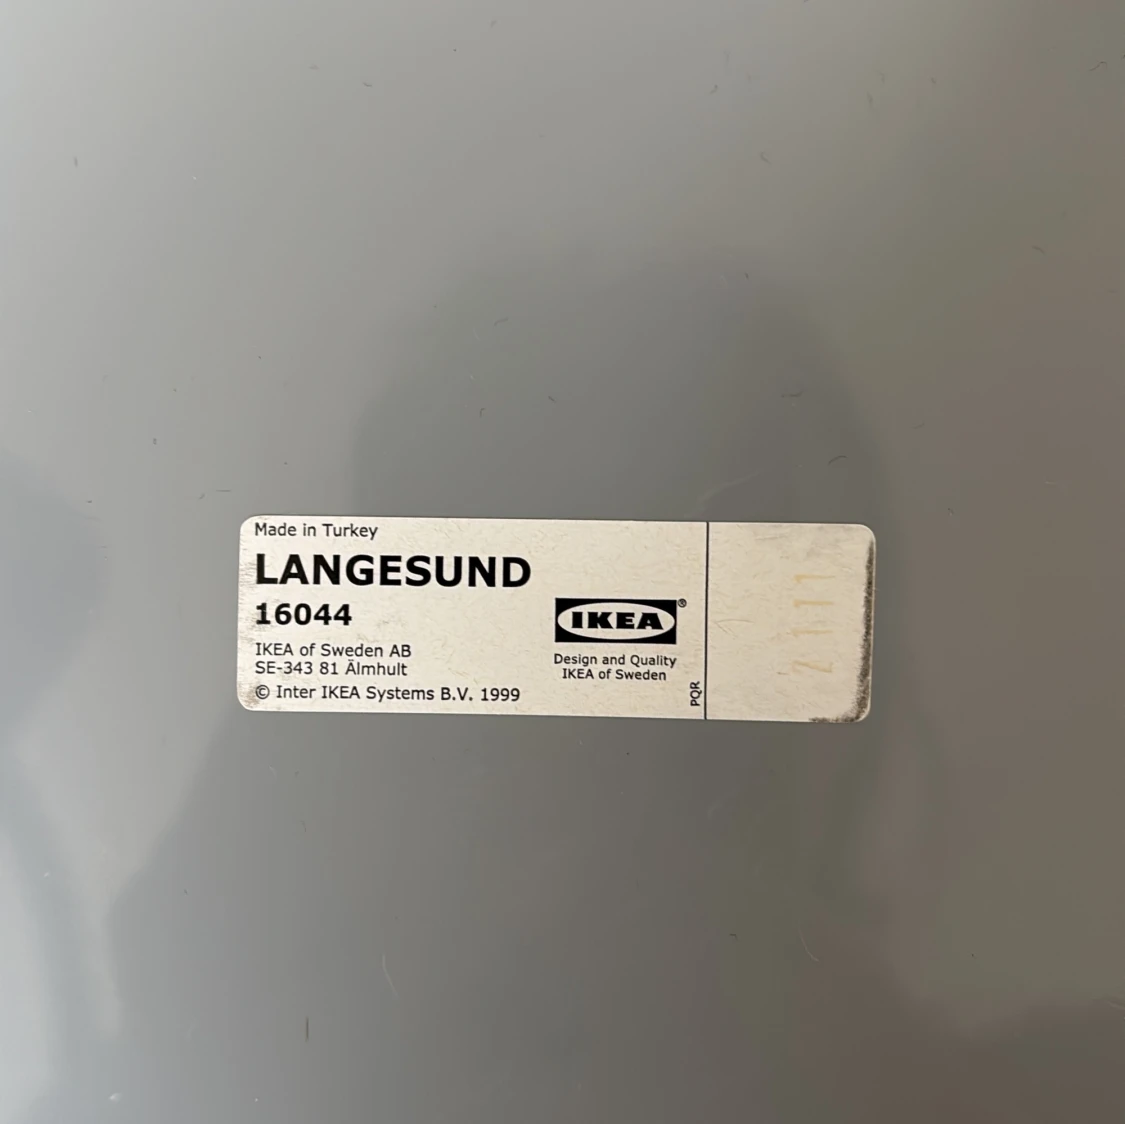 Made in Turkey
LANGESUND
16044
IKEA of Sweden AB
SE-343 81 Älmhult
© Inter IKEA Systems B.V. 1999
IKEA®
Design and Quality
IKEA of Sweden
PQR